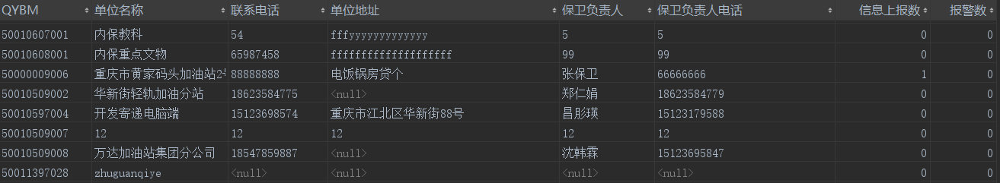 QYBM 单位名称 联系电话 单位地址 保卫负责人 保卫负责人电话 信息上报数 报警数
50010607001 内保教科 54 fffyyyyyyyyyyyyy 5 5 0 0
50010608001 内保重点文物 65987458 ffffffffffffffffffff 99 99 0 0
50000009006 重庆市黄家码头加油站2 88888888 电饭锅房贷个 张保卫 66666666 1 0
50010509002 华新街轻轨加油分站 18623584775 <null> 郑仁娟 18623584779 0 0
50010597004 开发寄递电脑端 15123698574 重庆市江北区华新街88号 昌肜瑛 15123179588 0 0
50010509007 12 12 12 12 12 0 0
50010509008 万达加油站集团分公司 18547859887 <null> 沈韩霖 15123695847 0 0
50011397028 zhuguanqiye <null> <null> <null> <null> 0 0